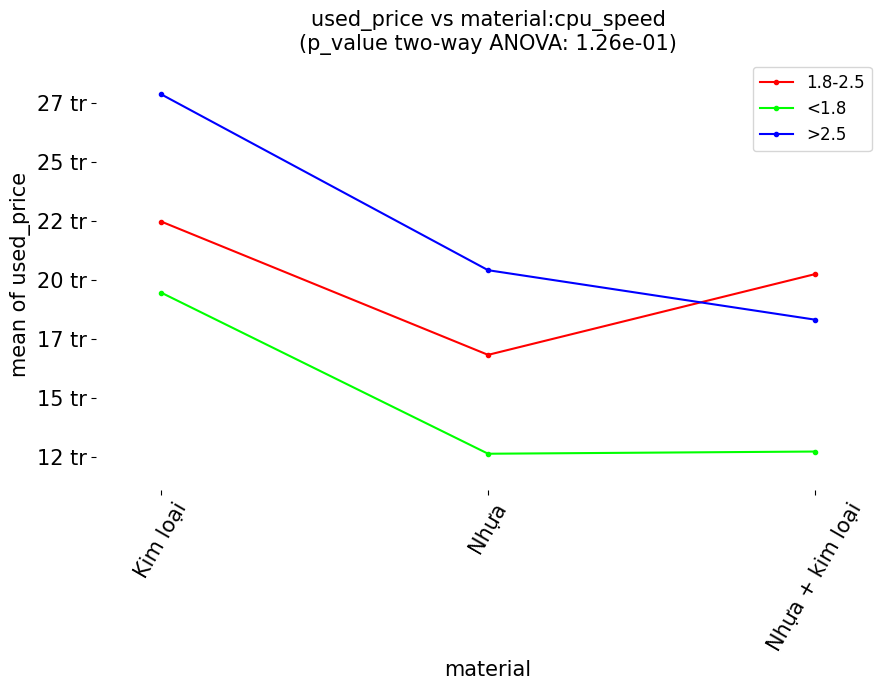 used_price vs material:cpu_speed
(p_value two-way ANOVA: 1.26e-01)
1.8-2.5
<1.8
>2.5
mean of used_price
27 tr
25 tr
22 tr
20 tr
17 tr
15 tr
12 tr
Kim loại
Nhựa
Nhựa + kim loại
material